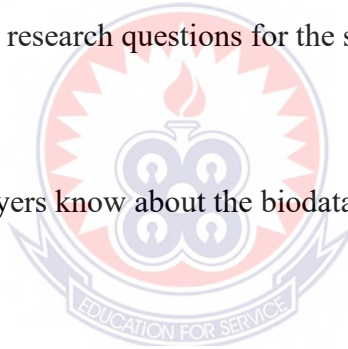 research questions for the s
yers know about the biodata
EDUCATION FOR SERVICE